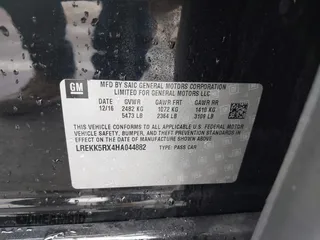 GM
MFD BY SAIC GENERAL MOTORS CORPORATION
LIMITED FOR GENERAL MOTORS LLC
12/16 GVWR GAWR FRT GAWR RR
2482 KG 1072 KG 1410 KG
5473 LB 2364 LB 3109 LB
THIS VEHICLE CONFORMS TO ALL APPLICABLE U.S. FEDERAL MOTOR
VEHICLE SAFETY, BUMPER, AND THEFT PREVENTION STANDARDS
IN EFFECT ON THE DATE OF MANUFACTURE SHOWN ABOVE.
LREKK5RX4HA044882 TYPE: PASS CAR